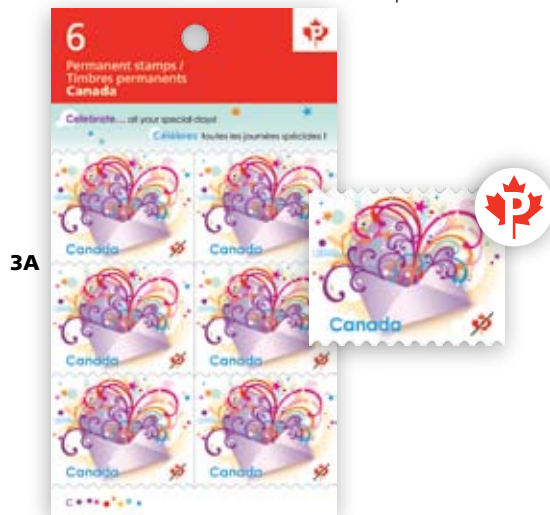 6
Permanent stamps /
Timbres permanents
Canada
Celebrate... all your special days!
Célébrez toutes les journées spéciales !
Canada
Canada
Canada
Canada
Canada
Canada
3A
P
Canada